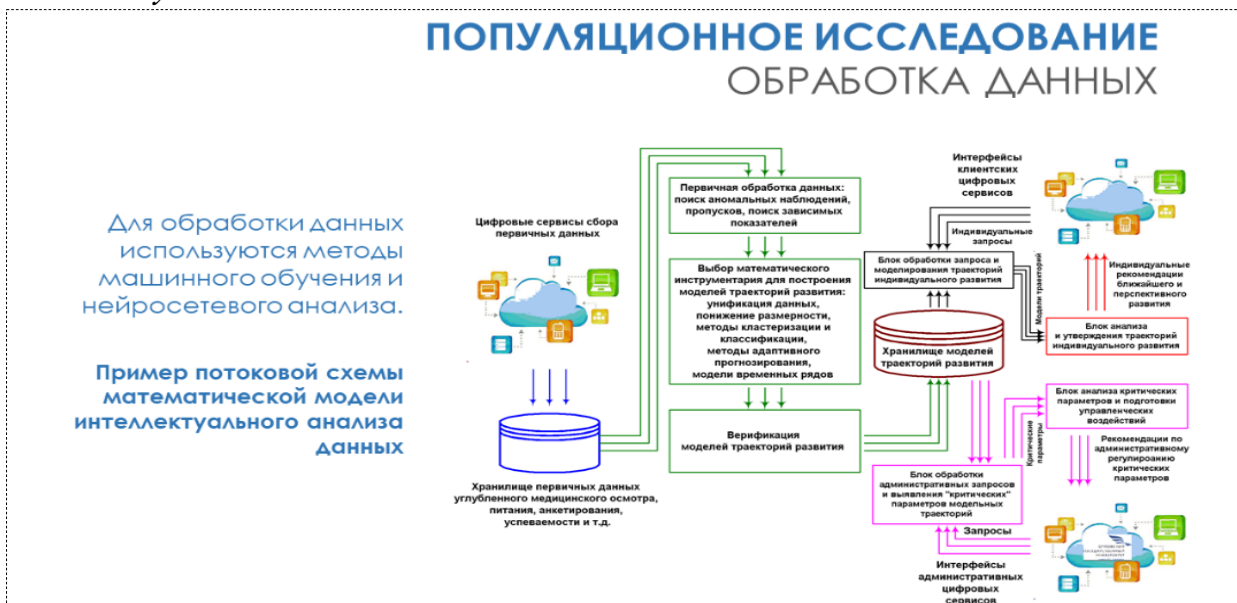 ПОПУЛЯЦИОННОЕ ИССЛЕДОВАНИЕ
ОБРАБОТКА ДАННЫХ
Для обработки данных
используются методы
машинного обучения и
нейросетевого анализа.
Пример потоковой схемы
математической модели
интеллектуального анализа
данных
Цифровые сервисы сбора
первичных данных
Хранилище первичных данных
углубленного медицинского осмотра,
питания, анкетирования,
успеваемости и т.д.
Первичная обработка данных:
поиск аномальных наблюдений,
пропусков, поиск зависимых
показателей
Выбор математического
инструментария для построения
моделей траекторий развития:
унификация данных,
понижение размерности,
методы кластеризации и
классификации,
методы адаптивного
прогнозирования,
модели временных рядов
Верификация
моделей траекторий развития
Интерфейсы
клиентских
цифровых
сервисов
Индивидуальные
запросы
Блок обработки запроса и
моделирования траекторий
индивидуального развития
Модели траекторий
Индивидуальные
рекомендации
ближайшего и
перспективного
развития
Блок анализа
и утверждения траекторий
индивидуального развития
Хранилище моделей
траекторий развития
Блок анализа критических
параметров и подготовки
управленческих
воздействий
Критические
параметры
Рекомендации по
административному
регулироанию
критических
параметров
Блок обработки
административных запросов
и выявления "критических"
параметров модельных
траекторий
Запросы
Интерфейсы
административных
цифровых
сервисов